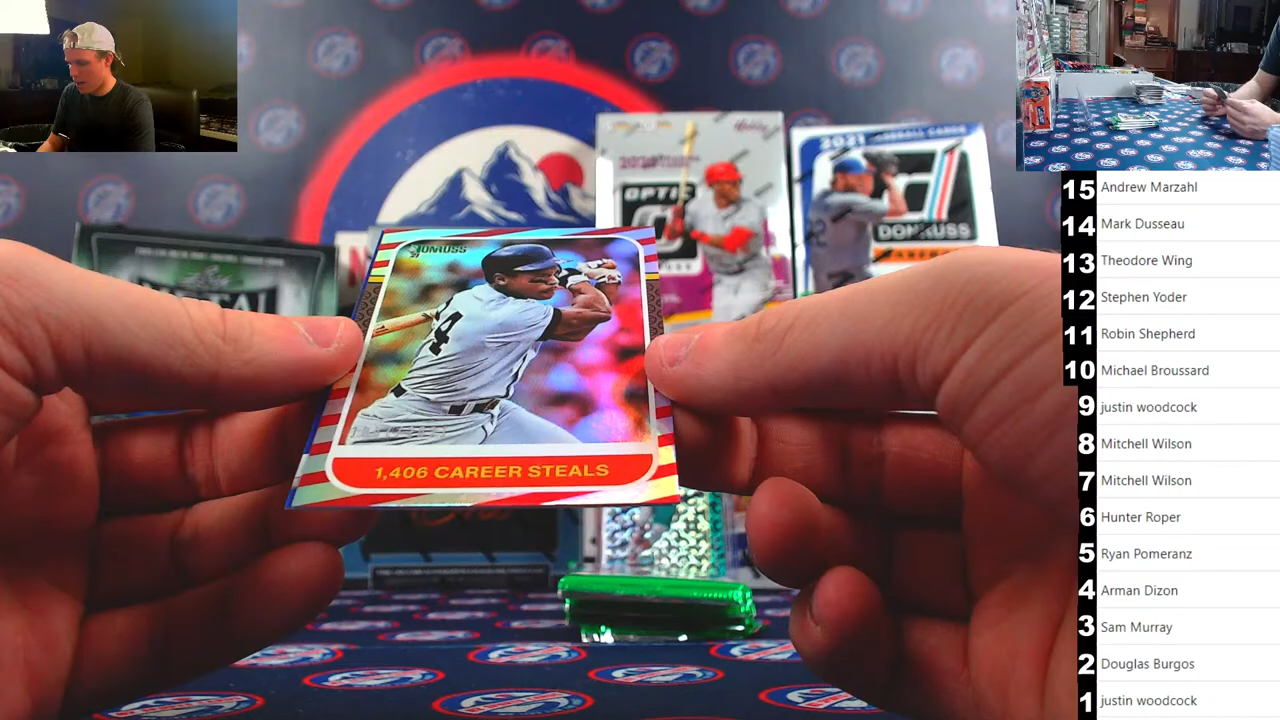 2021
OPTIC
DONRUSS
DONRUSS
21
24
1,406 CAREER STEALS
15 Andrew Marzahl
14 Mark Dusseau
13 Theodore Wing
12 Stephen Yoder
11 Robin Shepherd
10 Michael Broussard
9 justin woodcock
8 Mitchell Wilson
7 Mitchell Wilson
6 Hunter Roper
5 Ryan Pomeranz
4 Arman Dizon
3 Sam Murray
2 Douglas Burgos
1 justin woodcock